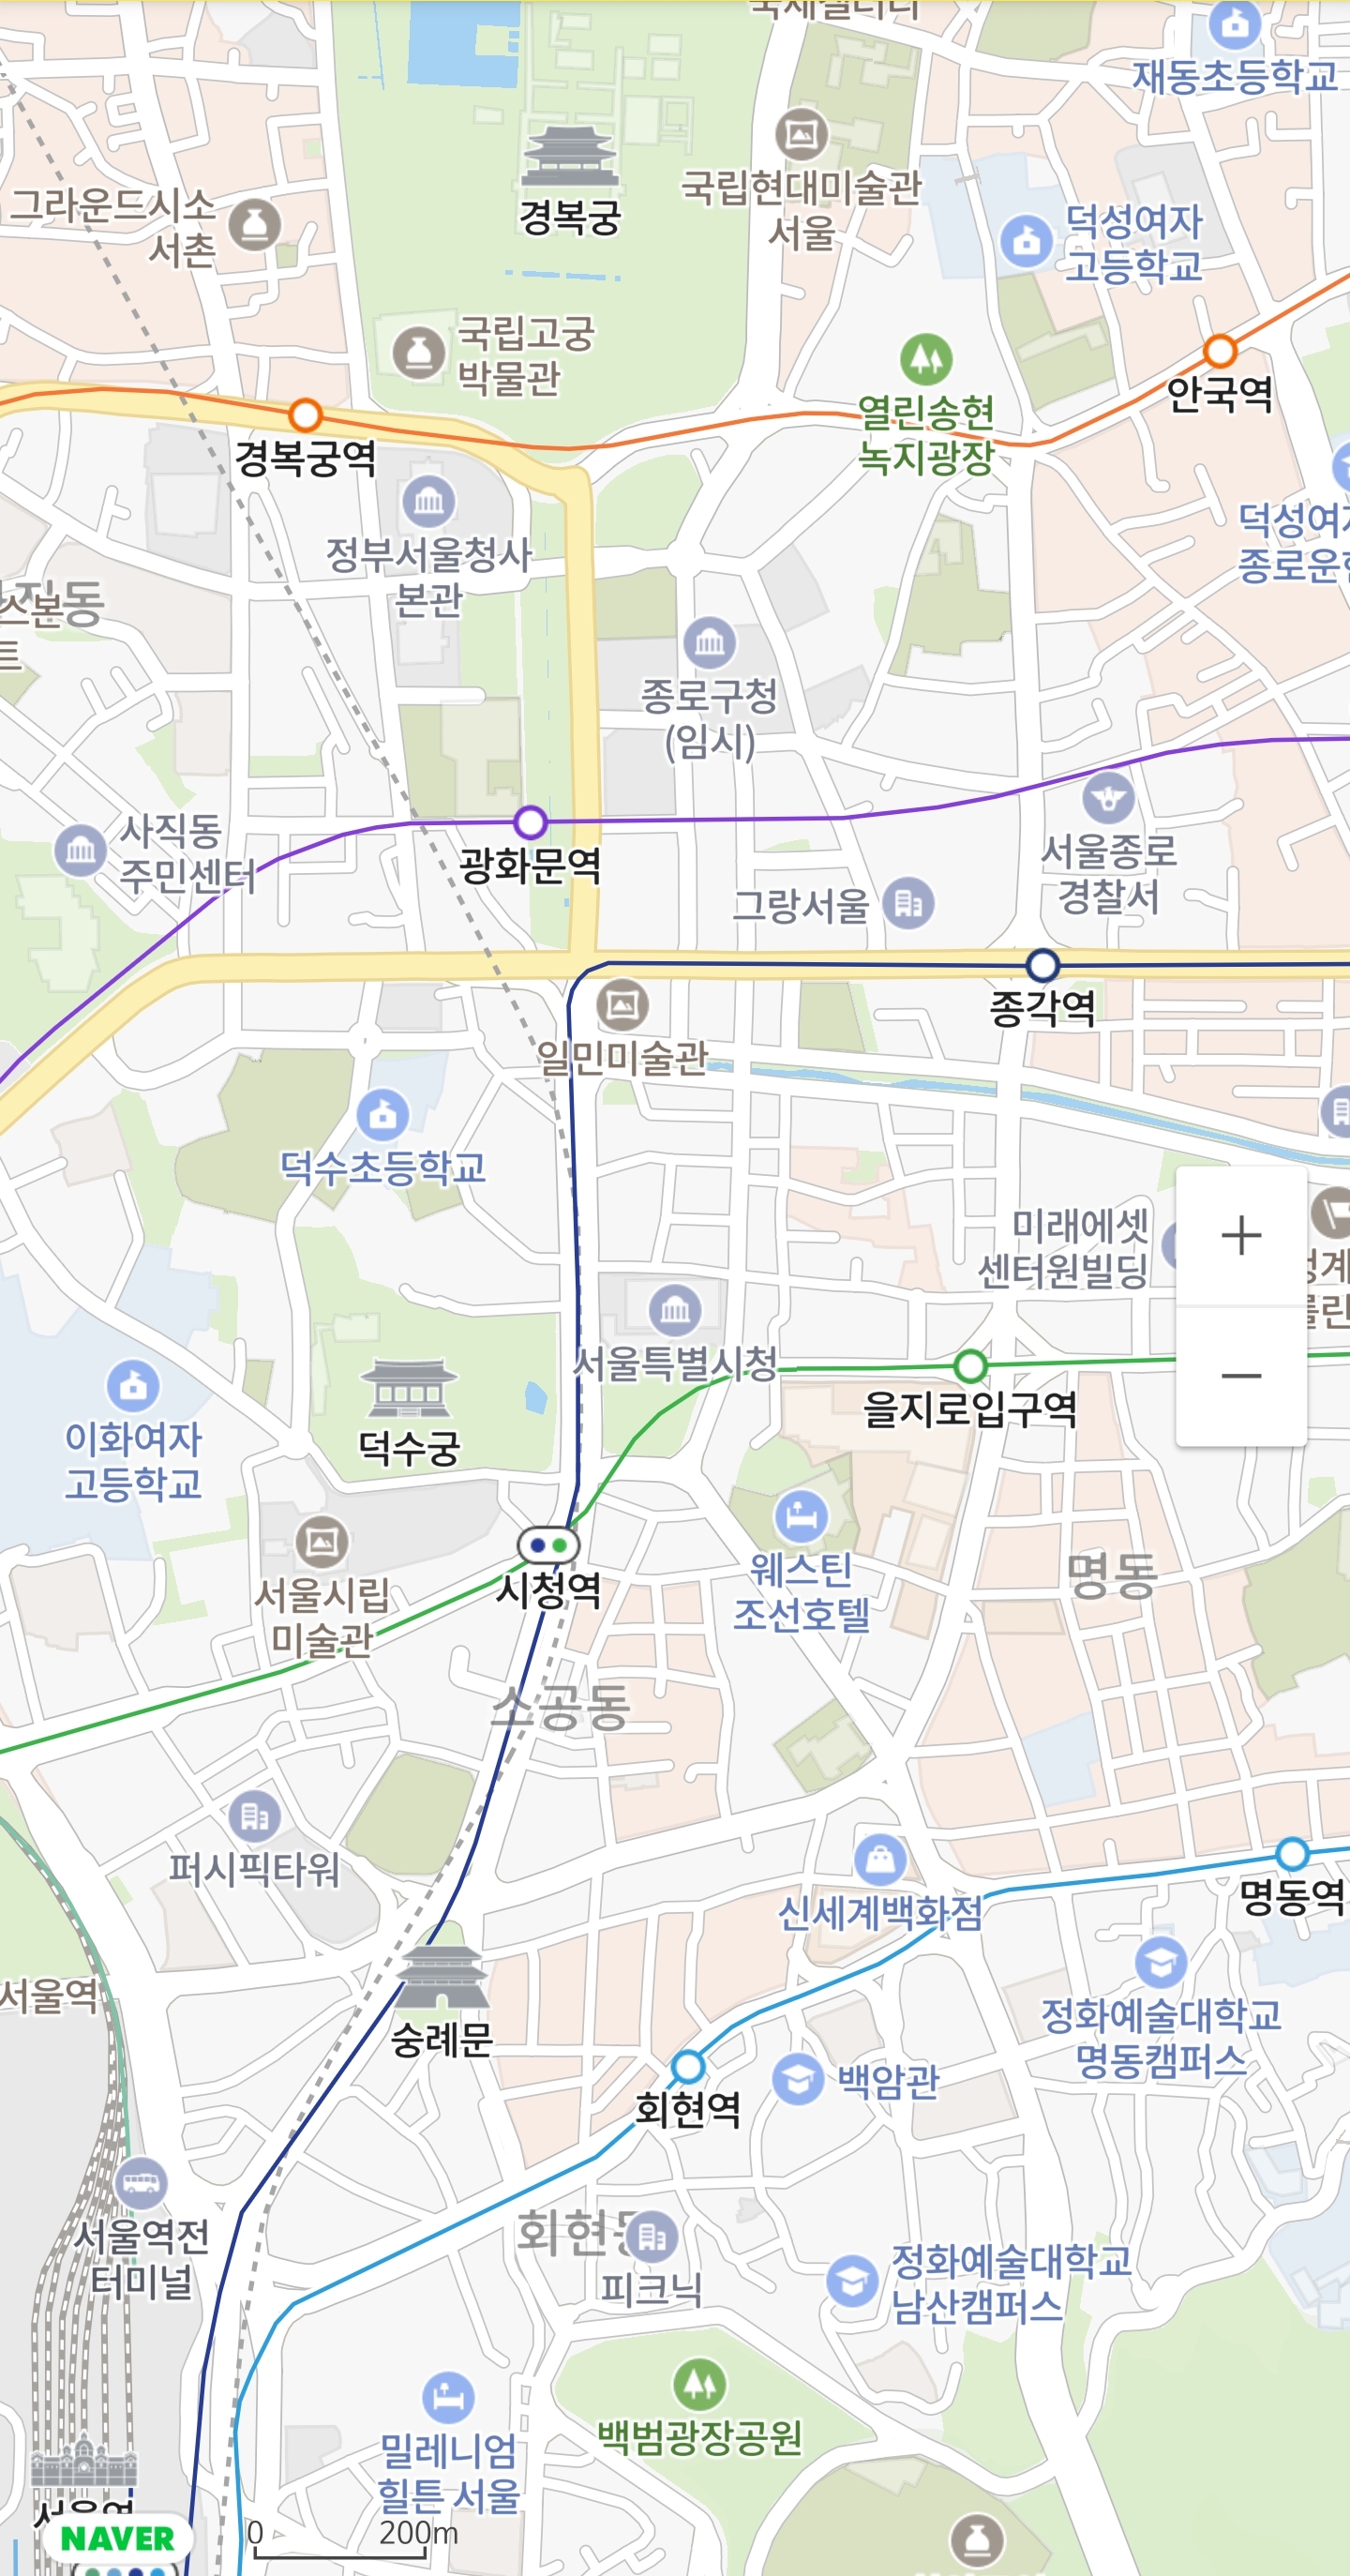 재동초등학교
국립현대미술관
서울
그라운드시소
서촌
경복궁
덕성여자
고등학교
국립고궁
박물관
열린송현
녹지광장
안국역
경복궁역
정부서울청사
본관
종로구청
(임시)
사직동
주민센터
광화문역
서울종로
경찰서
그랑서울
종각역
일민미술관
덕수초등학교
미래에셋
센터원빌딩
서울특별시청
을지로입구역
덕수궁
이화여자
고등학교
서울시립
미술관
시청역
웨스틴
조선호텔
명동
소공동
퍼시픽타워
신세계백화점
명동역
서울역
숭례문
정화예술대학교
명동캠퍼스
회현역
백암관
서울역전
터미널
회현동
피크닉
정화예술대학교
남산캠퍼스
백범광장공원
밀레니엄
힐튼 서울
서울역
NAVER
0 200m